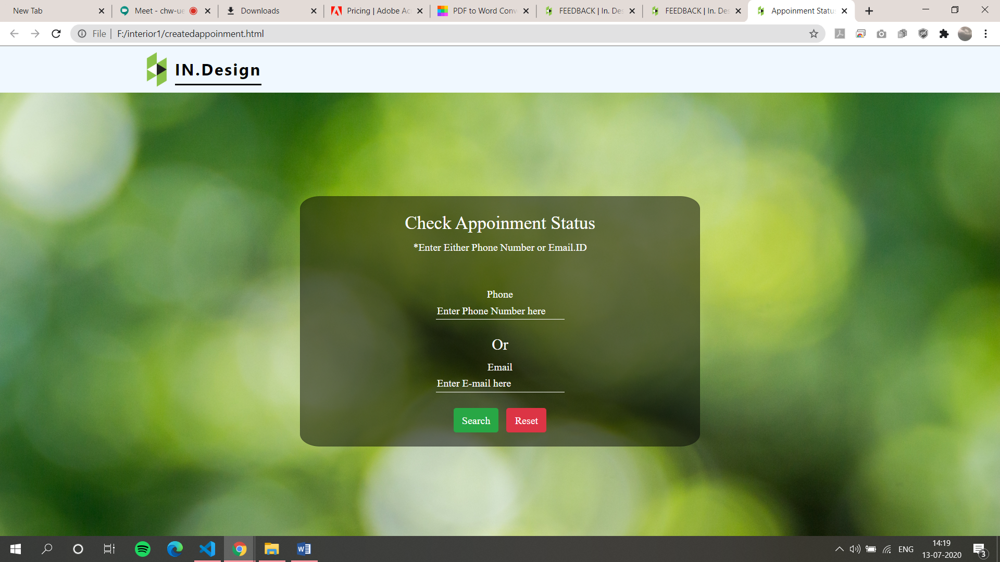 New Tab
Meet - chw-ue
Downloads
Pricing | Adobe Ac
PDF to Word Conv
FEEDBACK | In. Des
FEEDBACK | In. Des
Appoinment Statu
File
F:/interior1/createdappoinment.html
IN.Design
Check Appoinment Status
*Enter Either Phone Number or Email.ID
Phone
Enter Phone Number here
Or
Email
Enter E-mail here
Search
Reset
ENG
14:19
13-07-2020
3